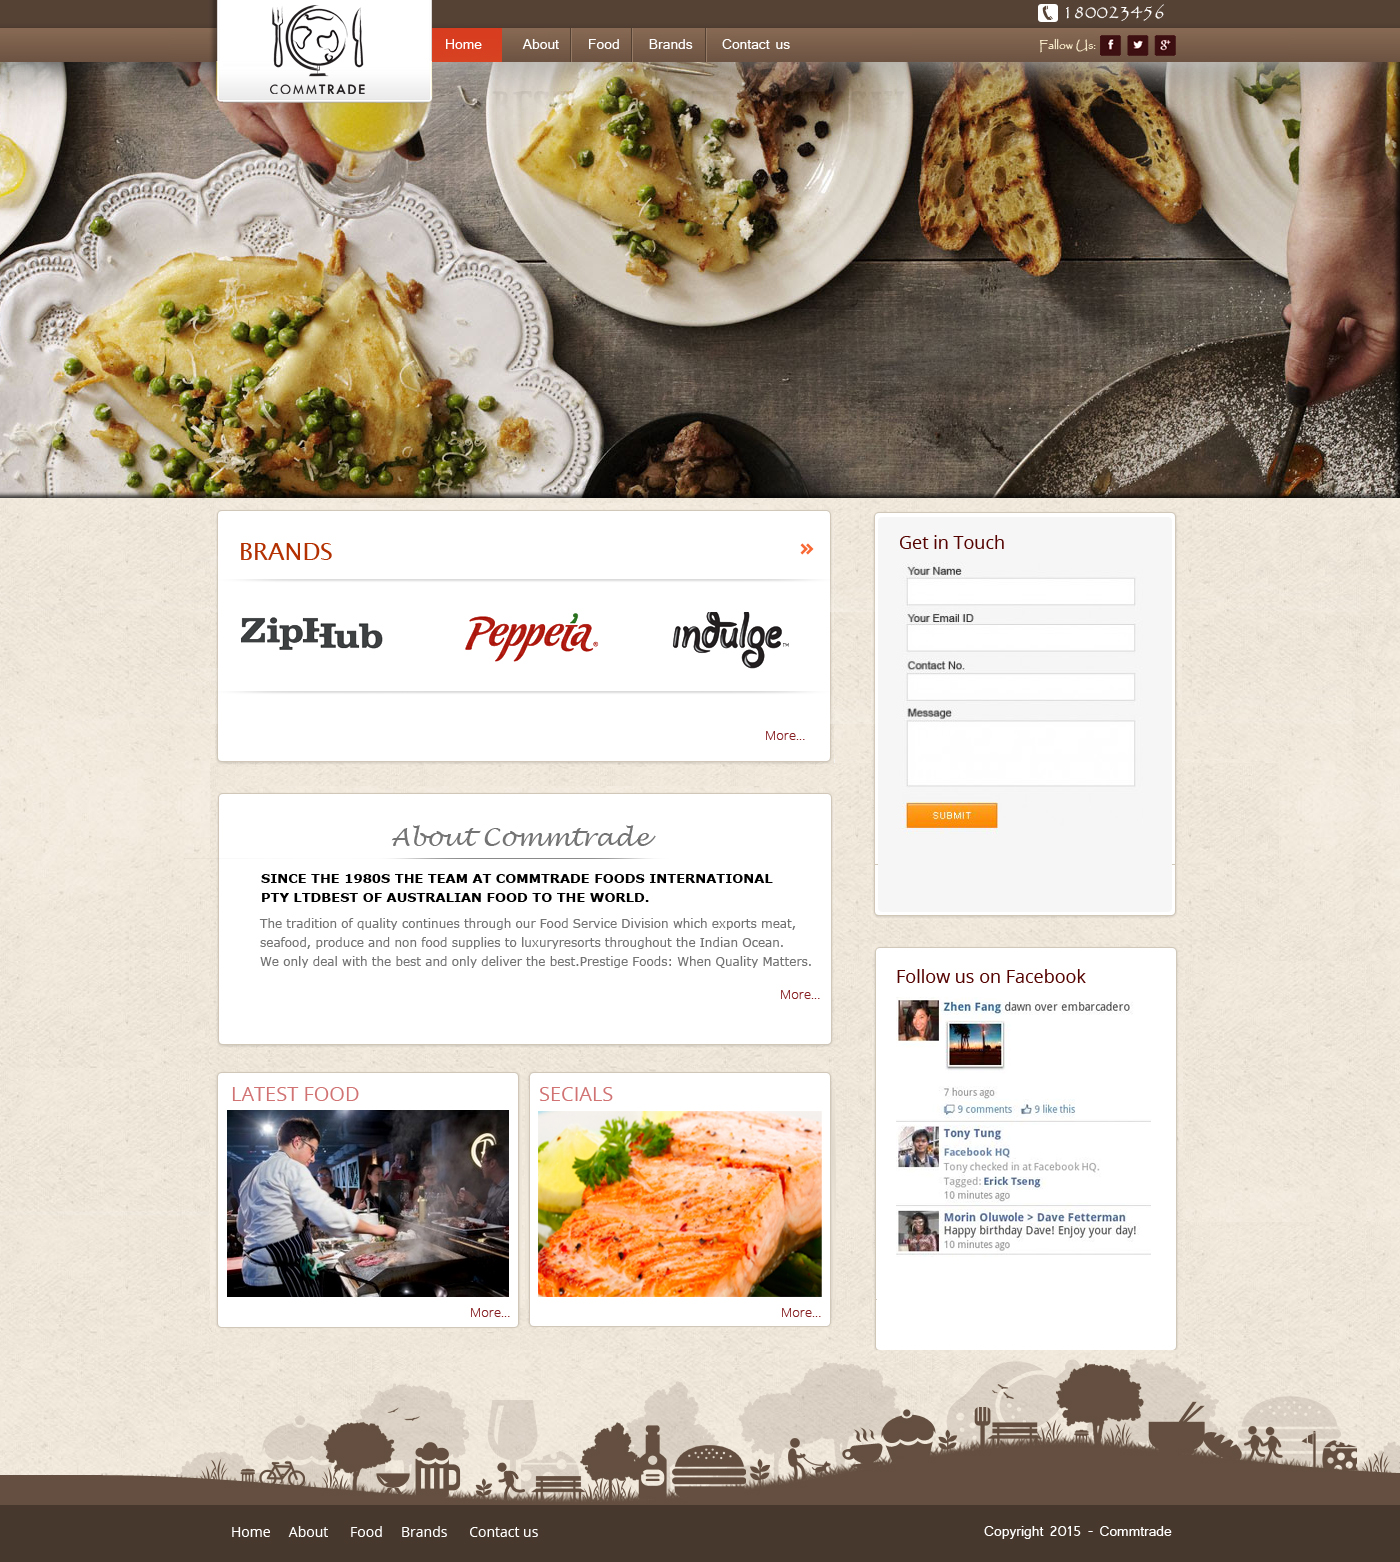 180023456
COMMTRADE
Home About Food Brands Contact us
Fallow Us:
BRANDS
ZipHub Peppeta® indulge™
More...
Get in Touch
Your Name
Your Email ID
Contact No.
Message
SUBMIT
About Commtrade
SINCE THE 1980S THE TEAM AT COMMTRADE FOODS INTERNATIONAL
PTY LTDBEST OF AUSTRALIAN FOOD TO THE WORLD.
The tradition of quality continues through our Food Service Division which exports meat,
seafood, produce and non food supplies to luxuryresorts throughout the Indian Ocean.
We only deal with the best and only deliver the best.Prestige Foods: When Quality Matters.
More...
Follow us on Facebook
Zhen Fang dawn over embarcadero
7 hours ago
9 comments 9 like this
Tony Tung
Facebook HQ
Tony checked in at Facebook HQ.
Tagged: Erick Tseng
10 minutes ago
Morin Oluwole > Dave Fetterman
Happy birthday Dave! Enjoy your day!
10 minutes ago
LATEST FOOD
More...
SECIALS
More...
Home About Food Brands Contact us
Copyright 2015 - Commtrade